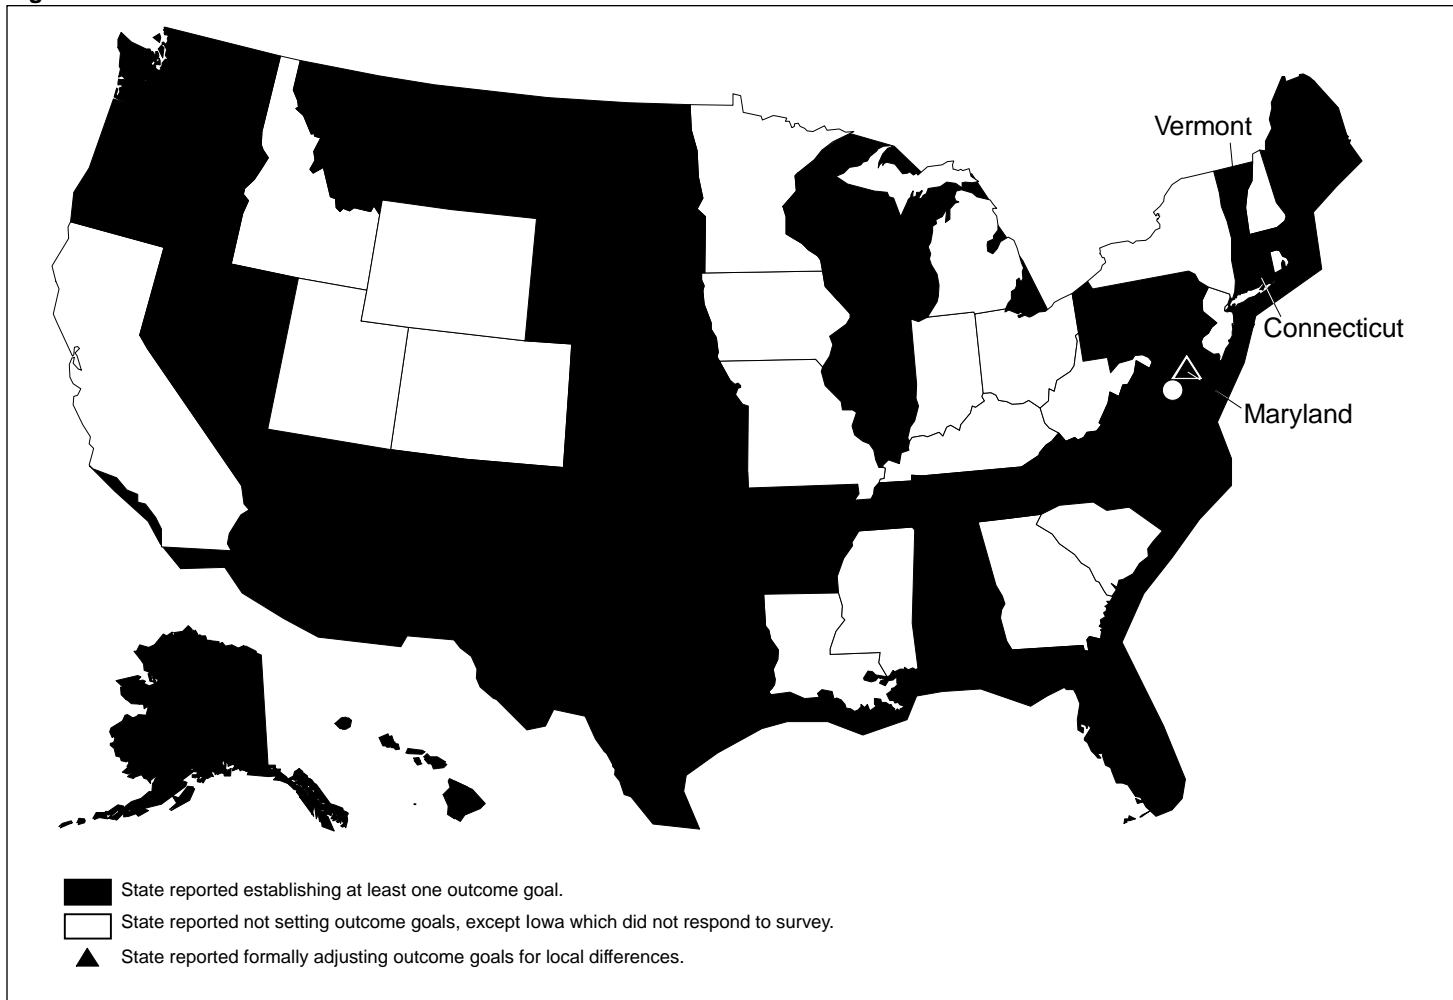 Vermont
Connecticut
Maryland
State reported establishing at least one outcome goal.
State reported not setting outcome goals, except Iowa which did not respond to survey.
State reported formally adjusting outcome goals for local differences.